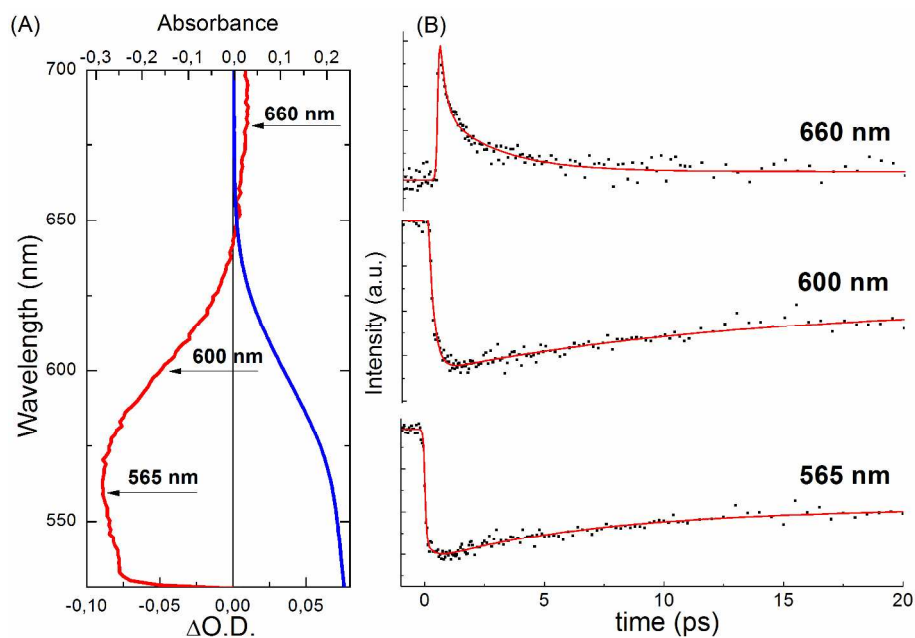 (A)
Absorbance
-0,3 -0,2 -0,1 0,0 0,1 0,2
700
650
600
550
Wavelength (nm)
660 nm
600 nm
565 nm
-0,10 -0,05 0,00 0,05
ΔO.D.
(B)
Intensity (a.u.)
660 nm
600 nm
565 nm
0 5 10 15 20
time (ps)